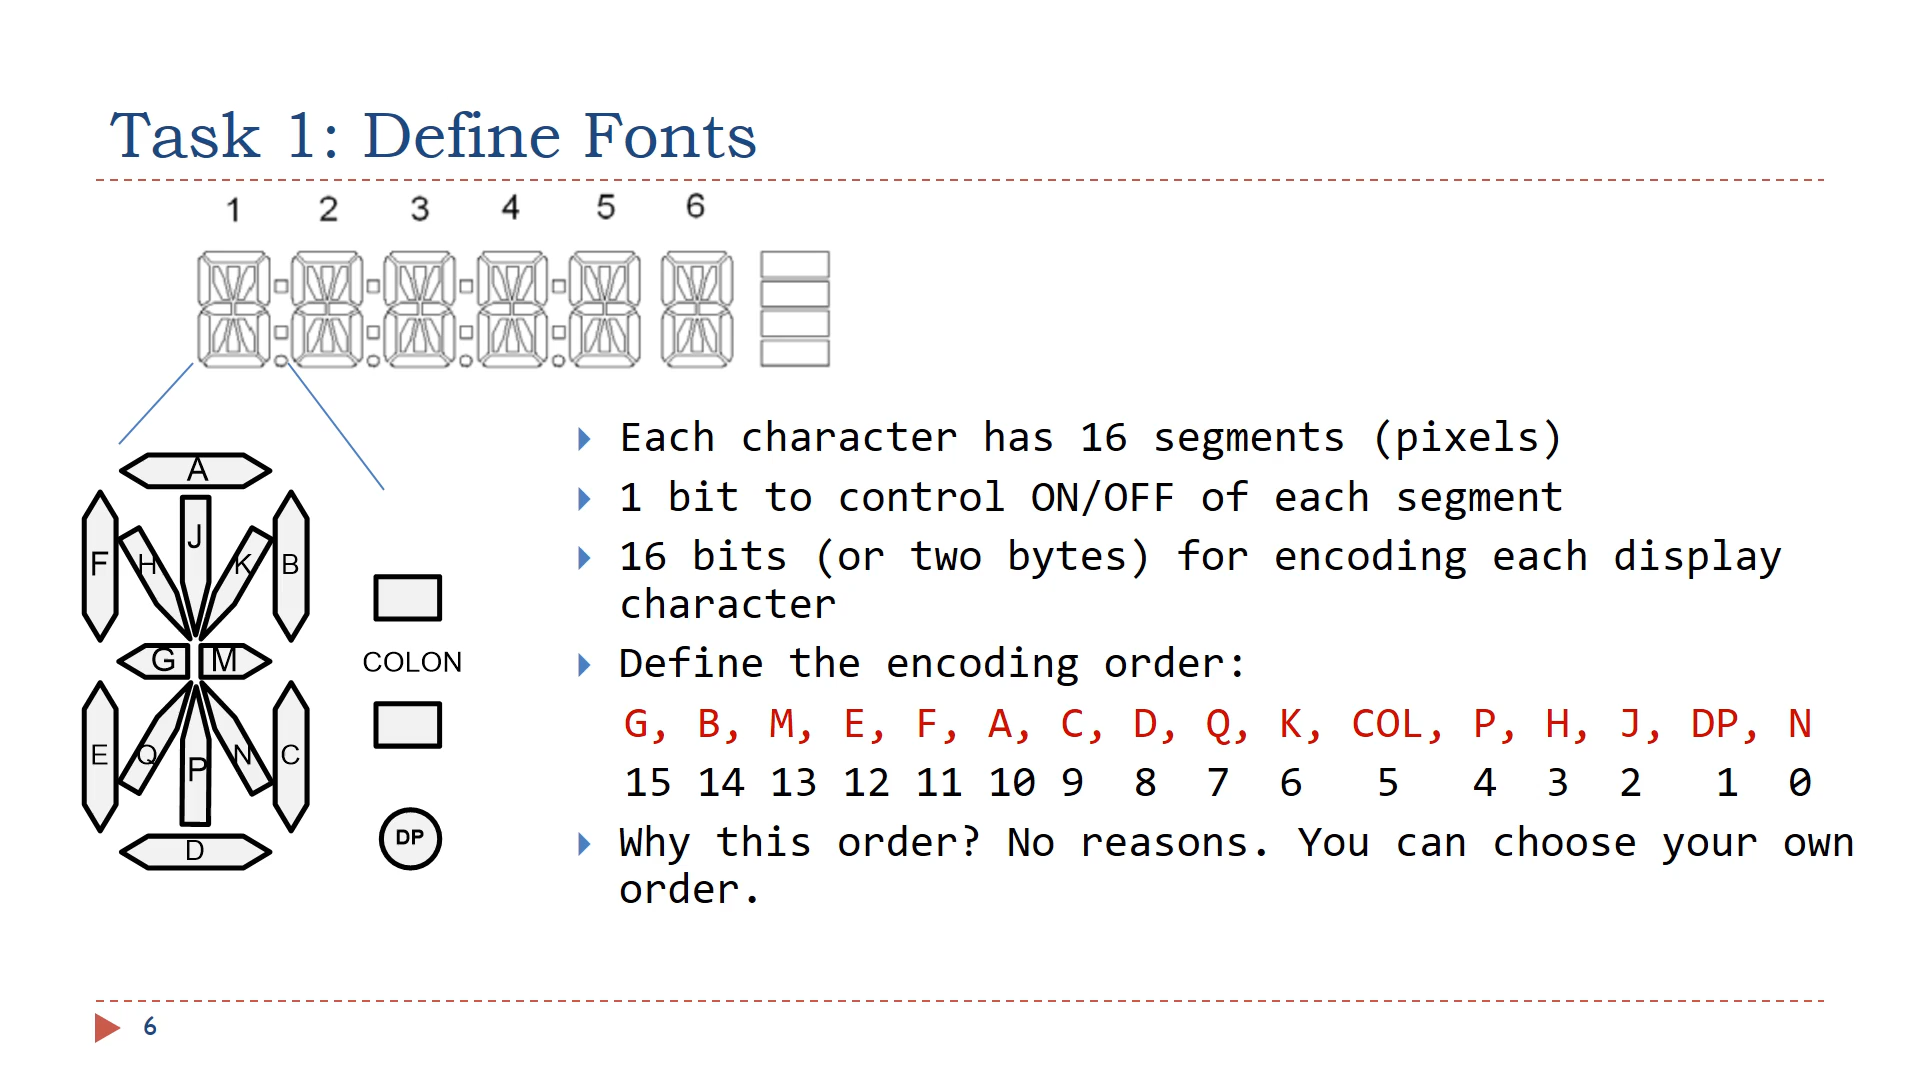 Task 1: Define Fonts
1 2 3 4 5 6
A
F H J K B
G M
COLON
E Q P N C
D
DP
Each character has 16 segments (pixels)
1 bit to control ON/OFF of each segment
16 bits (or two bytes) for encoding each display
character
Define the encoding order:
G, B, M, E, F, A, C, D, Q, K, COL, P, H, J, DP, N
15 14 13 12 11 10 9 8 7 6 5 4 3 2 1 0
Why this order? No reasons. You can choose your own
order.
6